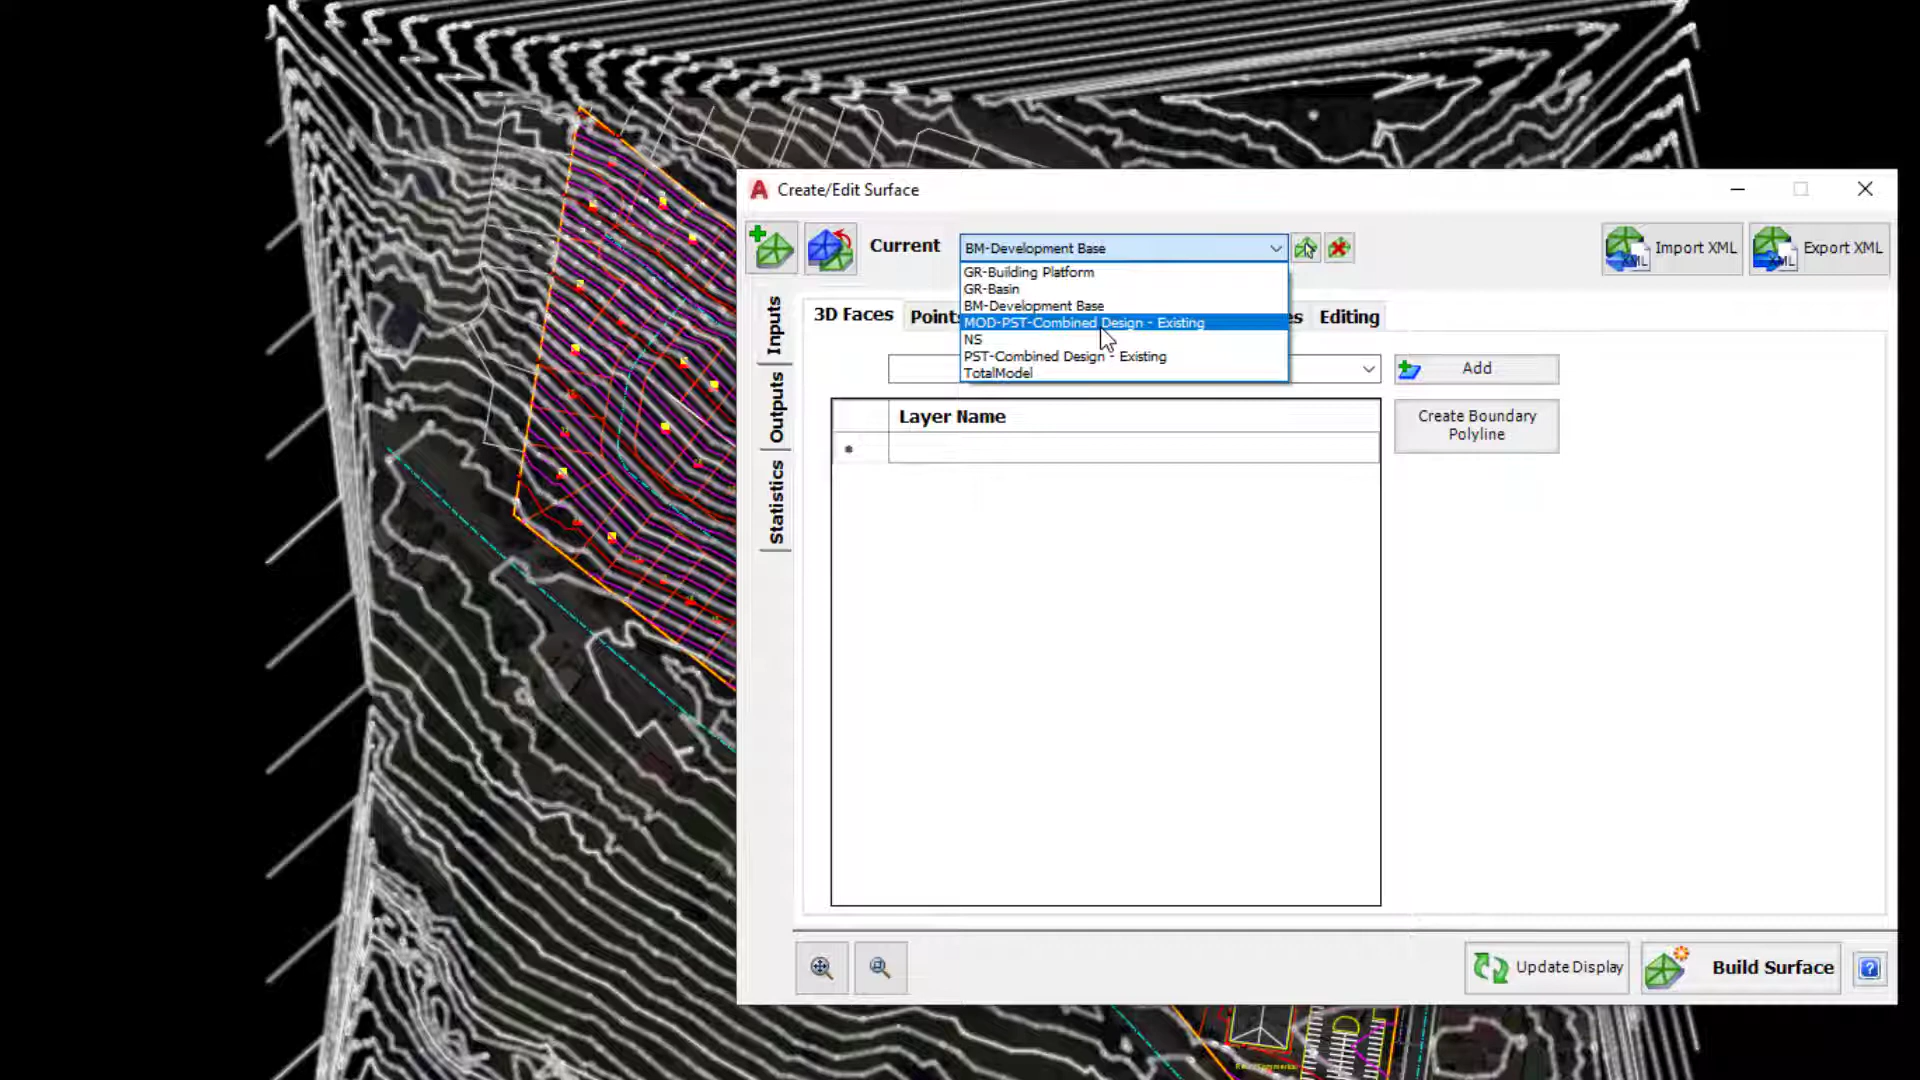 Create/Edit Surface
Current
BM-Development Base
Import XML
Export XML
GR-Building Platform
GR-Basin
BM-Development Base
MOD-PST-Combined Design - Existing
NS
PST-Combined Design - Existing
TotalModel
Inputs
Outputs
Statistics
3D Faces
Points
es
Editing
Add
Layer Name
Create Boundary
Polyline
Update Display
Build Surface